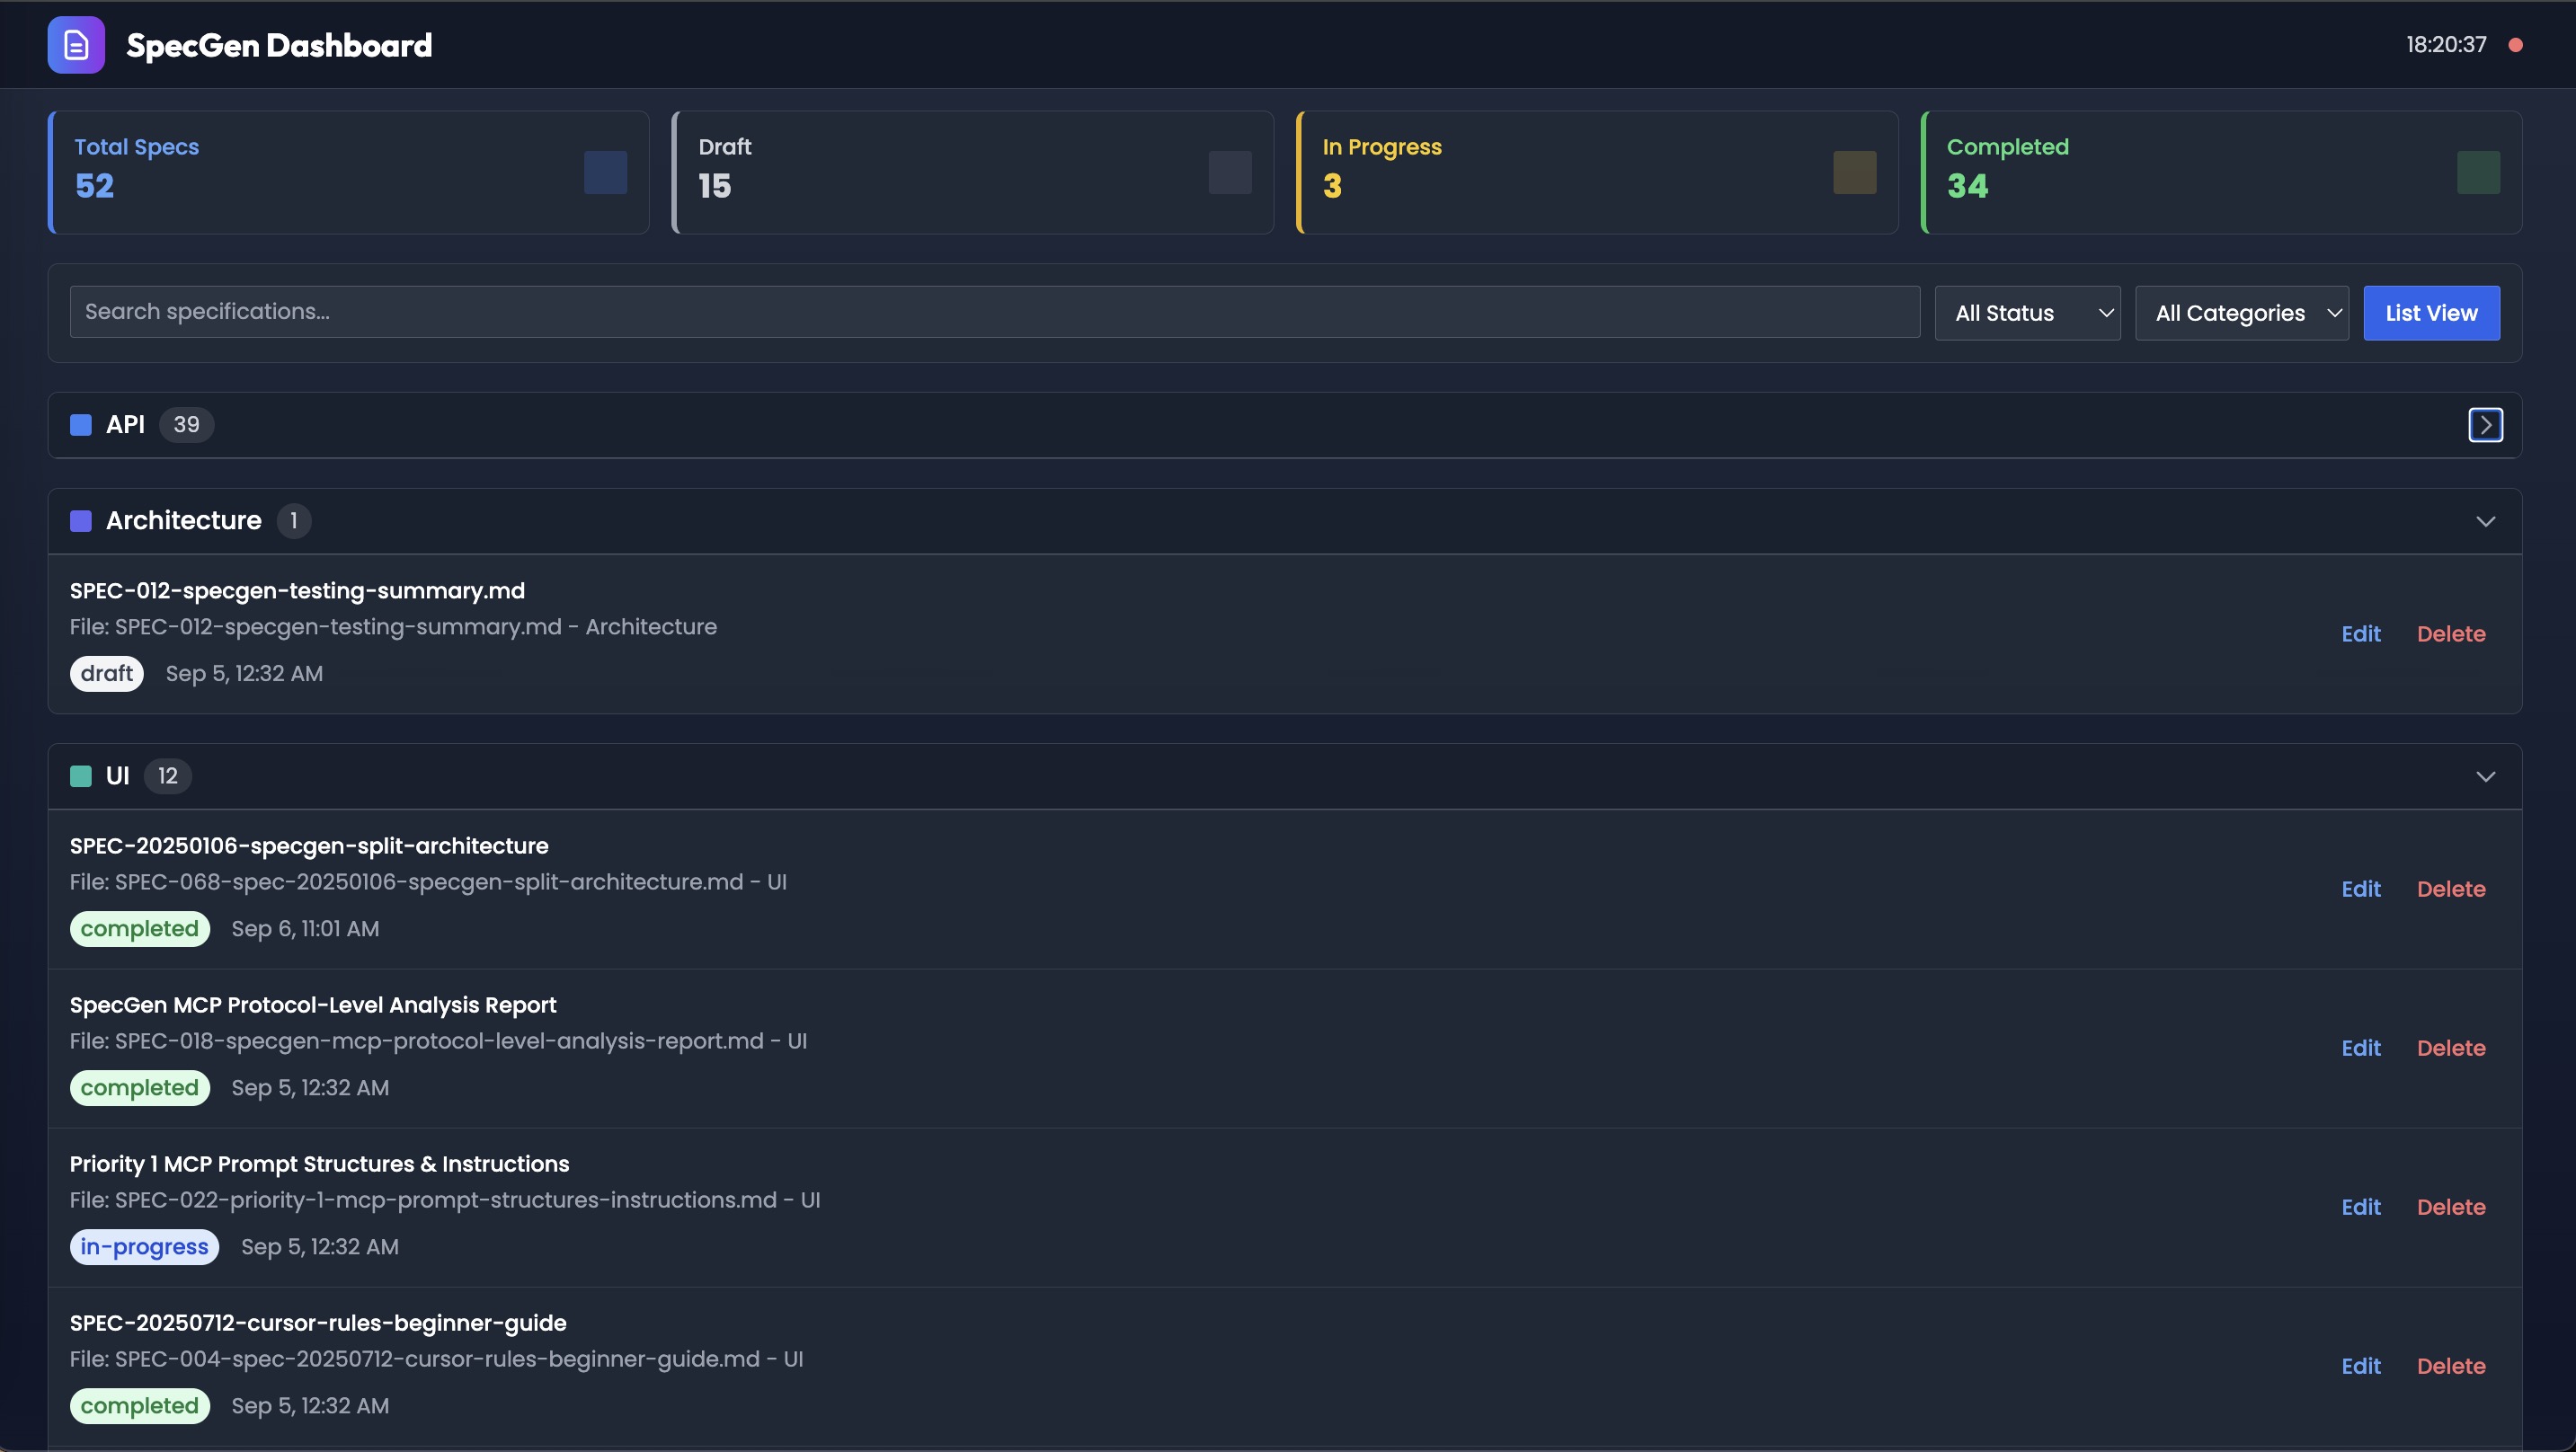 SpecGen Dashboard
18:20:37
Total Specs
52
Draft
15
In Progress
3
Completed
34
Search specifications...
All Status
All Categories
List View
API 39
Architecture 1
SPEC-012-specgen-testing-summary.md
File: SPEC-012-specgen-testing-summary.md - Architecture
draft Sep 5, 12:32 AM
Edit Delete
UI 12
SPEC-20250106-specgen-split-architecture
File: SPEC-068-spec-20250106-specgen-split-architecture.md - UI
completed Sep 6, 11:01 AM
Edit Delete
SpecGen MCP Protocol-Level Analysis Report
File: SPEC-018-specgen-mcp-protocol-level-analysis-report.md - UI
completed Sep 5, 12:32 AM
Edit Delete
Priority 1 MCP Prompt Structures & Instructions
File: SPEC-022-priority-1-mcp-prompt-structures-instructions.md - UI
in-progress Sep 5, 12:32 AM
Edit Delete
SPEC-20250712-cursor-rules-beginner-guide
File: SPEC-004-spec-20250712-cursor-rules-beginner-guide.md - UI
completed Sep 5, 12:32 AM
Edit Delete